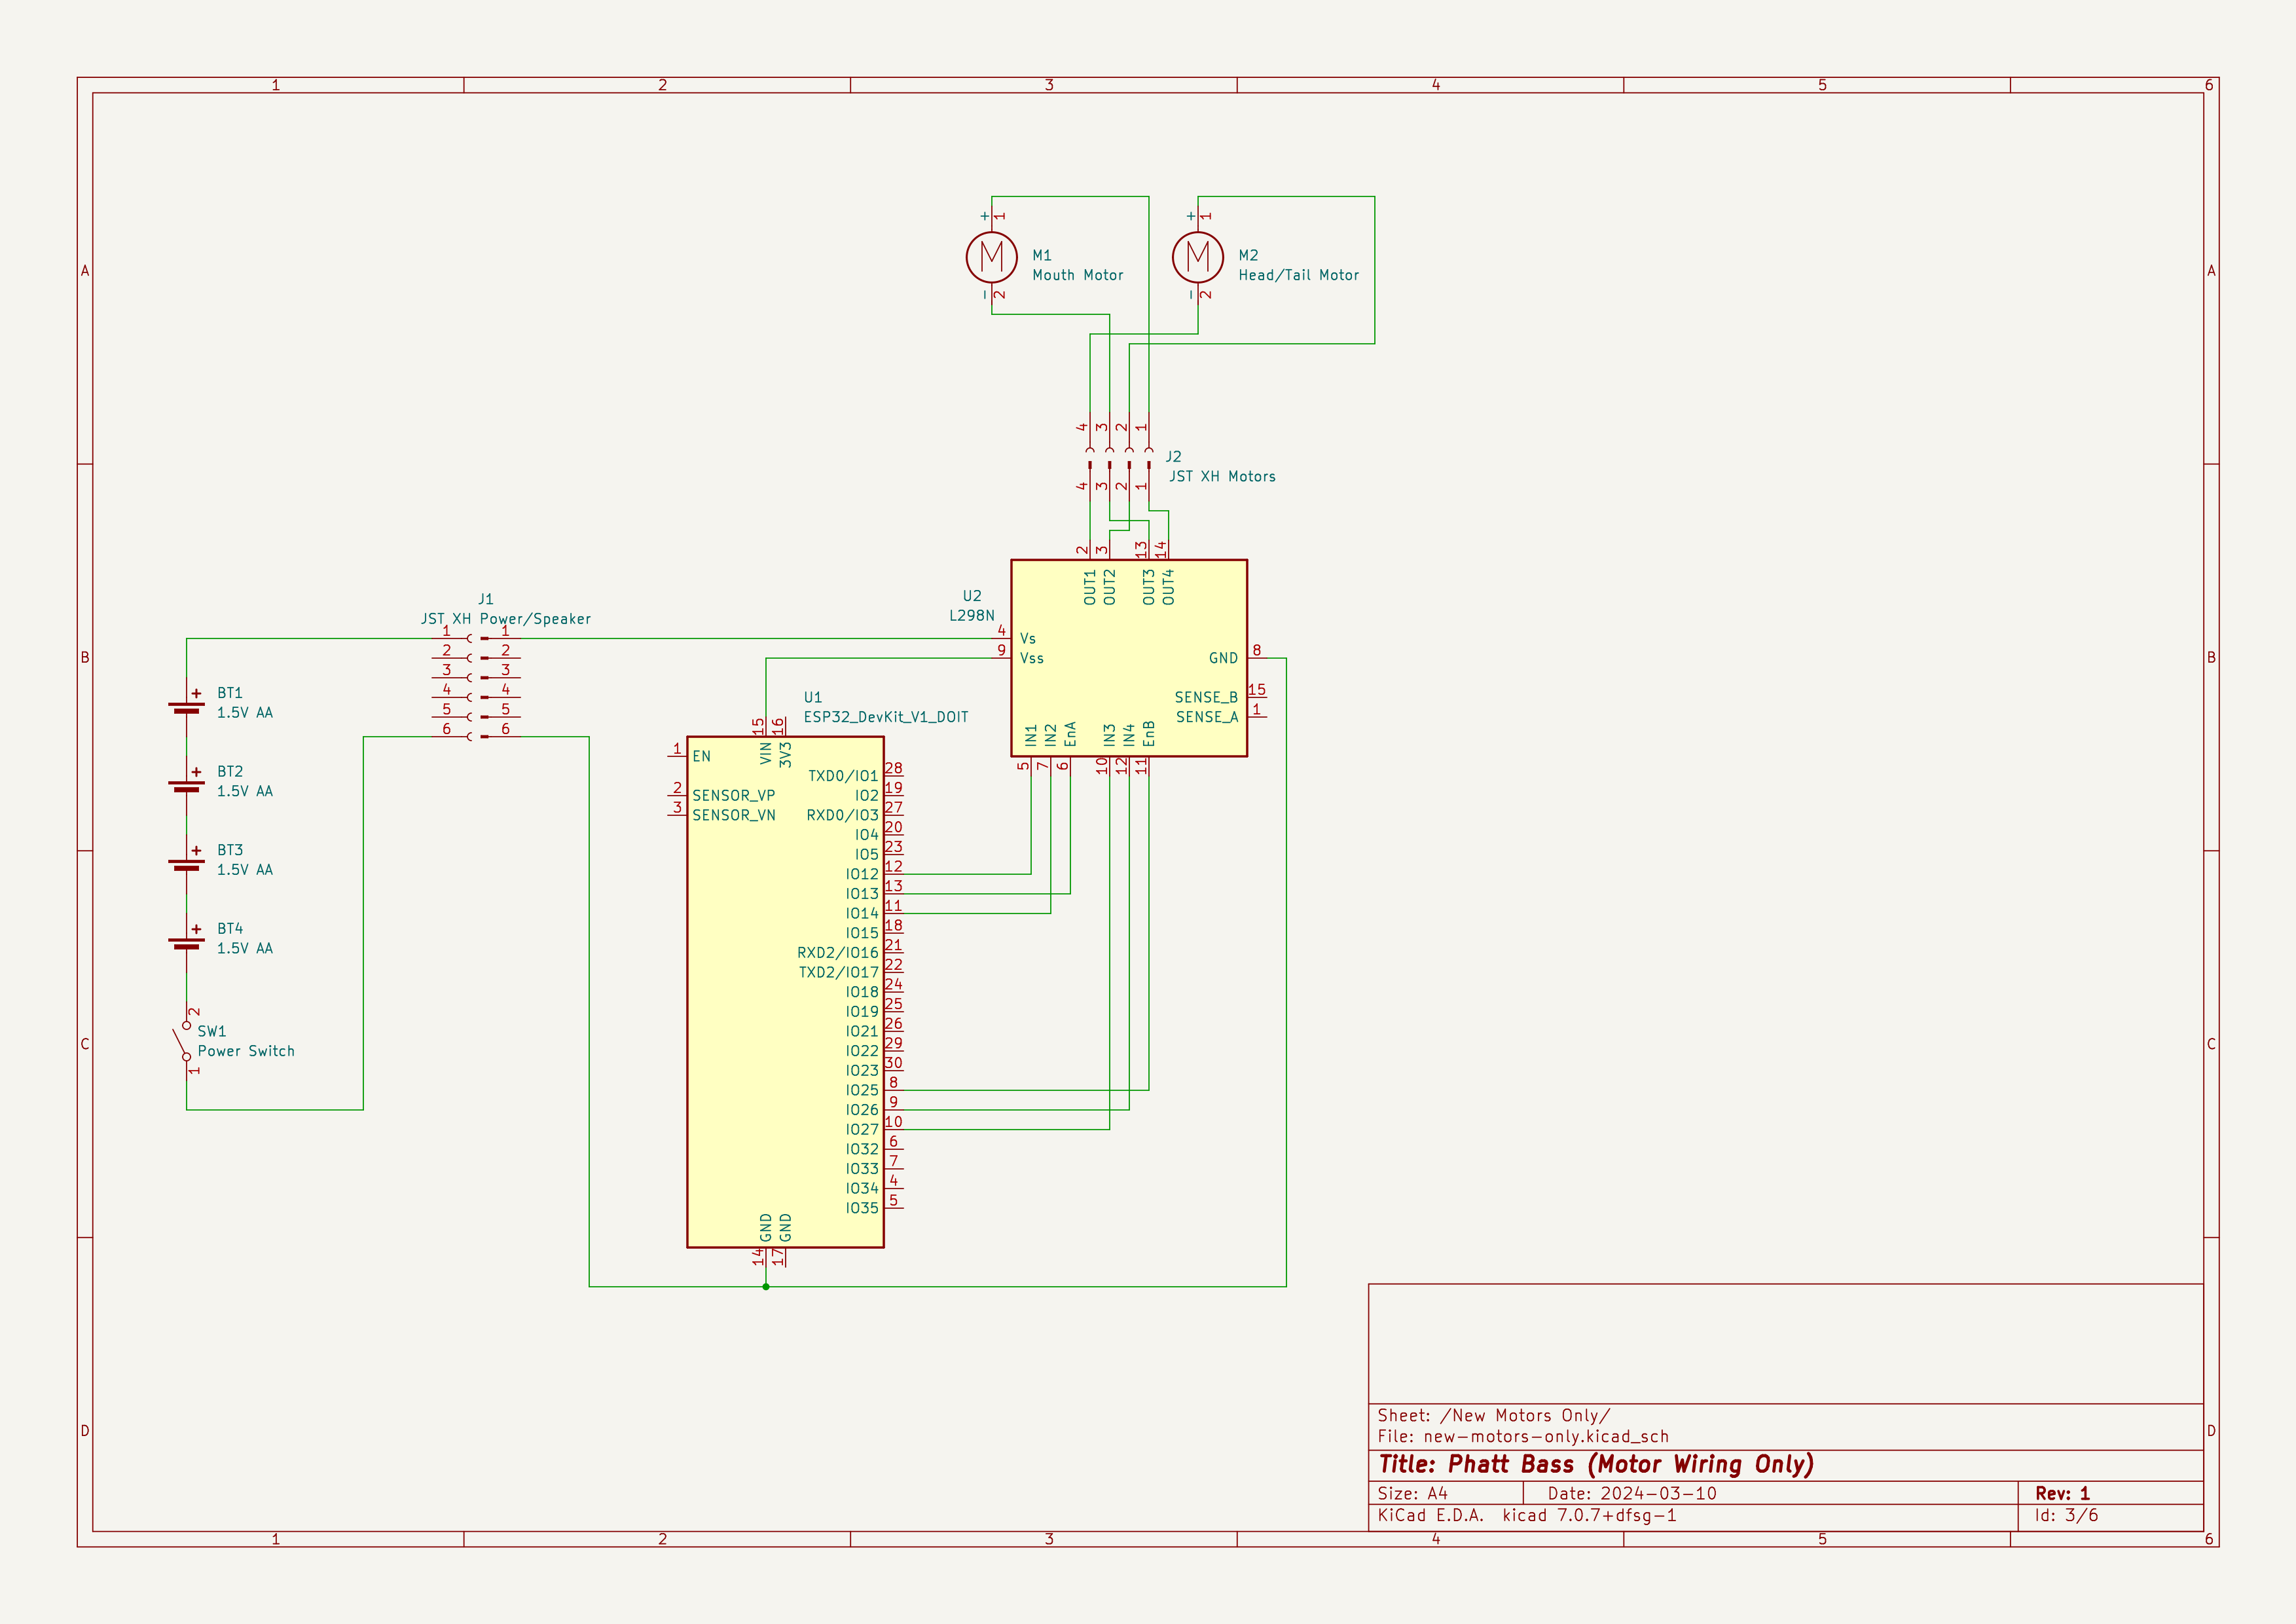 1 2 3 4 5 6
A
A
+ 1
M
M1
Mouth Motor
- 2
+ 1
M
M2
Head/Tail Motor
- 2
4 3 2 1
J2
JST XH Motors
4 3 2 1
2 3 13 14
OUT1 OUT2 OUT3 OUT4
U2
L298N
4 Vs
9 Vss
GND 8
SENSE_B 15
SENSE_A 1
IN1 IN2 EnA IN3 IN4 EnB
5 7 6 10 12 11
B
B
J1
JST XH Power/Speaker
1 1
2 2
3 3
4 4
5 5
6 6
+ BT1
1.5V AA
+ BT2
1.5V AA
+ BT3
1.5V AA
+ BT4
1.5V AA
2
SW1
Power Switch
1
U1
ESP32_DevKit_V1_DOIT
15 16
VIN 3V3
1 EN
2 SENSOR_VP
3 SENSOR_VN
TXD0/IO1 28
IO2 19
RXD0/IO3 27
IO4 20
IO5 23
IO12 12
IO13 13
IO14 11
IO15 18
RXD2/IO16 21
TXD2/IO17 22
IO18 24
IO19 25
IO21 26
IO22 29
IO23 30
IO25 8
IO26 9
IO27 10
IO32 6
IO33 7
IO34 4
IO35 5
GND GND
14 17
C
C
D
D
Sheet: /New Motors Only/
File: new-motors-only.kicad_sch
Title: Phatt Bass (Motor Wiring Only)
Size: A4 Date: 2024-03-10 Rev: 1
KiCad E.D.A. kicad 7.0.7+dfsg-1 Id: 3/6
1 2 3 4 5 6